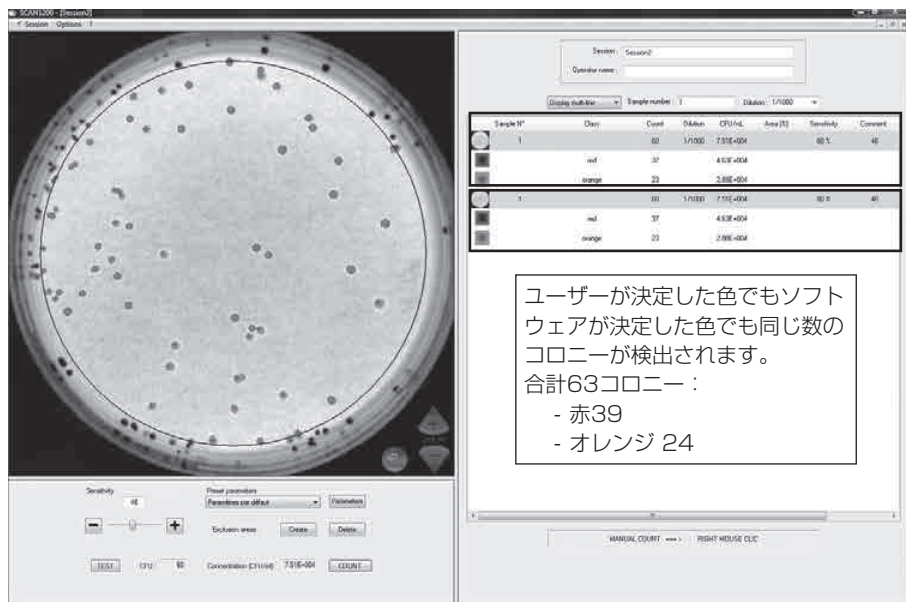 SCAN1200 - [Session2]
Session Options ?
Session : Session2
Operator name :
Display multi-line Sample number : 1 Dilution : 1/1000
Sample N° Class Count Dilution CFU/mL Area [%] Sensitivity Comment
1 60 1/1000 7.51E+004 60 % 40
red 37 4.63E+004
orange 23 2.88E+004
1 60 1/1000 7.51E+004 40
red 37 4.63E+004
orange 23 2.88E+004
ユーザーが決定した色でもソフト
ウェアが決定した色でも同じ数の
コロニーが検出されます。
合計63コロニー：
- 赤39
- オレンジ 24
Sensitivity Preset parameters
Paramètres par défaut Parameters
Exclusion areas Create Delete
TEST CFU 60 Concentration (CFU/ml) 7.51E+004 COUNT
MANUAL COUNT ===> RIGHT MOUSE CLIC